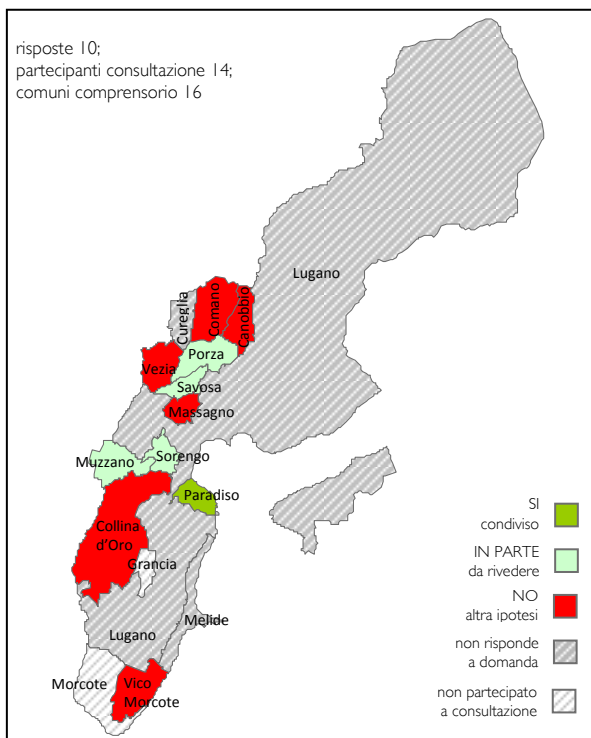 risposte 10;
partecipanti consultazione 14;
comuni comprensorio 16
Lugano
Cureglia
Comano
Canobbio
Porza
Vezia
Savosa
Massagno
Muzzano
Sorengo
Paradiso
Collina
d'Oro
Grancia
Melide
Lugano
Morcote
Vico
Morcote
SI
condiviso
IN PARTE
da rivedere
NO
altra ipotesi
non risponde
a domanda
non partecipato
a consultazione